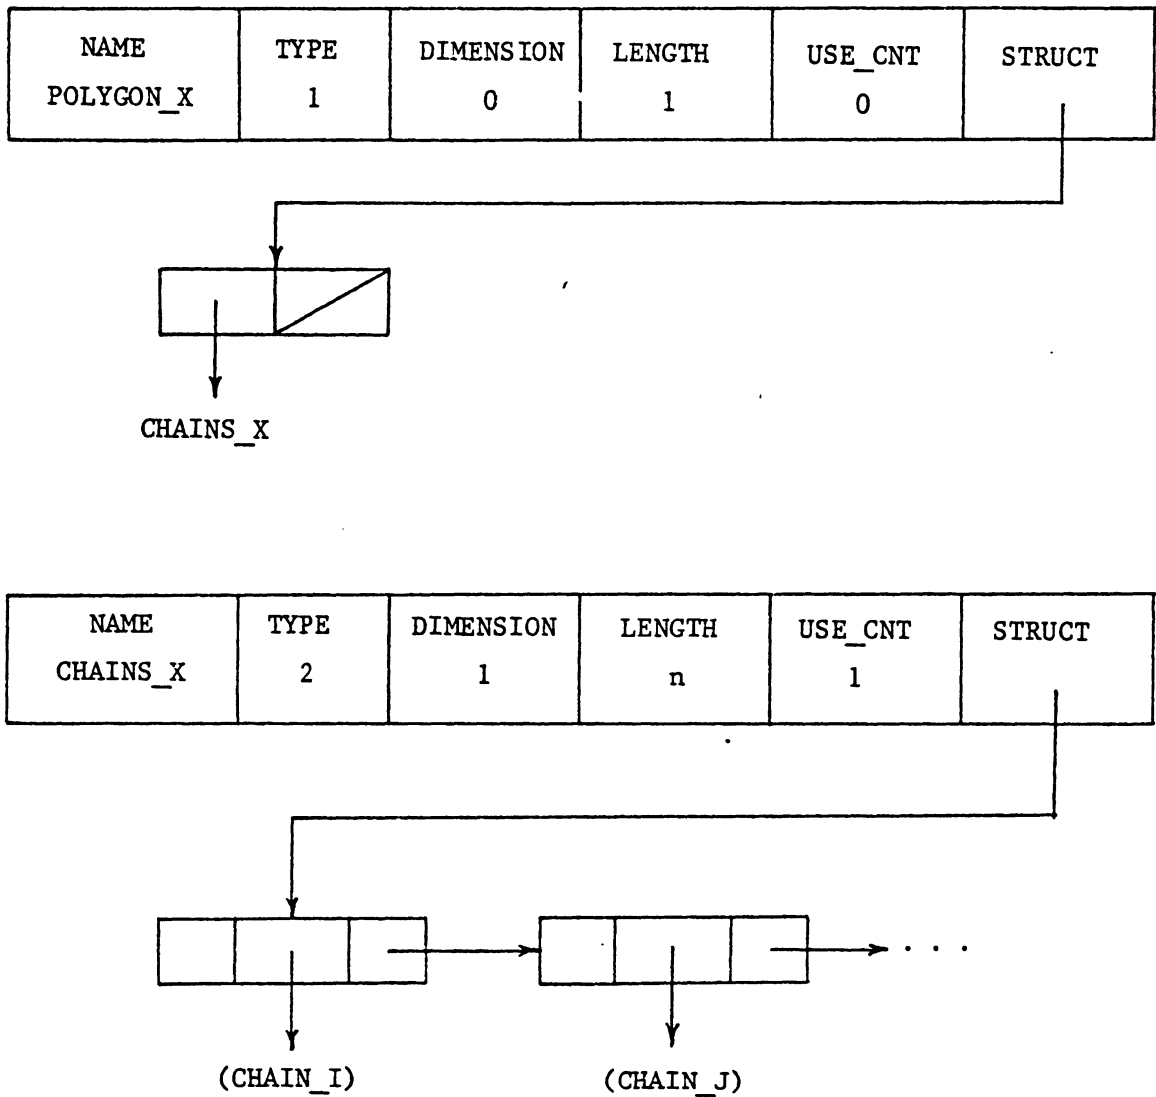 NAME TYPE DIMENSION LENGTH USE_CNT STRUCT
POLYGON_X 1 0 1 0
CHAINS_X
NAME TYPE DIMENSION LENGTH USE_CNT STRUCT
CHAINS_X 2 1 n 1
. . .
(CHAIN_I) (CHAIN_J)